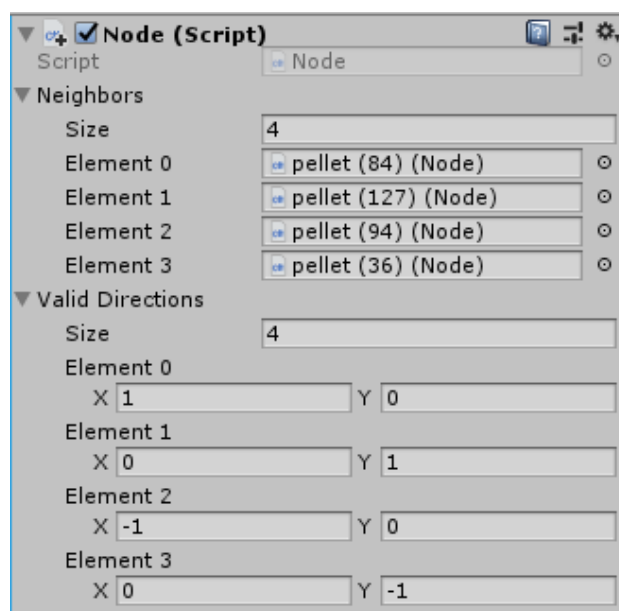 Node (Script)
Script Node
Neighbors
Size 4
Element 0 pellet (84) (Node)
Element 1 pellet (127) (Node)
Element 2 pellet (94) (Node)
Element 3 pellet (36) (Node)
Valid Directions
Size 4
Element 0
X 1 Y 0
Element 1
X 0 Y 1
Element 2
X -1 Y 0
Element 3
X 0 Y -1